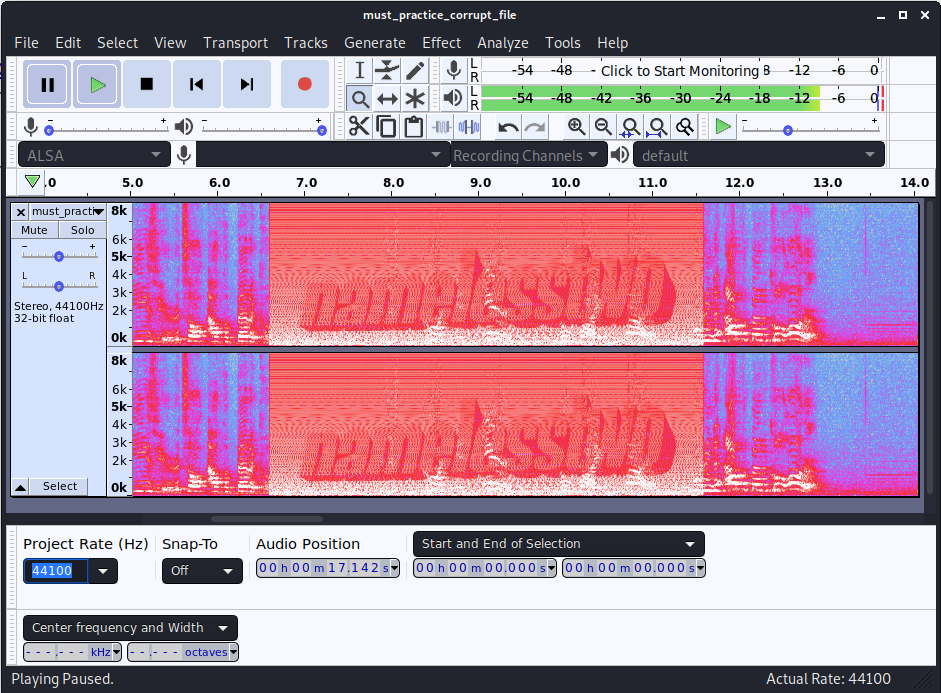 must_practice_corrupt_file
File Edit Select View Transport Tracks Generate Effect Analyze Tools Help
L R -54 -48 - Click to Start Monitoring -12 -6 0
L R -54 -48 -42 -36 -30 -24 -18 -12 -6 0
- + - + - +
ALSA Recording Channels default
.0 5.0 6.0 7.0 8.0 9.0 10.0 11.0 12.0 13.0 14.0
must_practi
Mute Solo
- +
L R
Stereo, 44100Hz
32-bit float
8k
6k
5k
4k
3k
2k
0k
8k
6k
5k
4k
3k
2k
0k
Select
Project Rate (Hz) Snap-To Audio Position Start and End of Selection
44100 Off 00 h 00 m 17.142 s 00 h 00 m 00.000 s 00 h 00 m 00.000 s
Center frequency and Width
---.--- kHz --.--- octaves
Playing Paused. Actual Rate: 44100